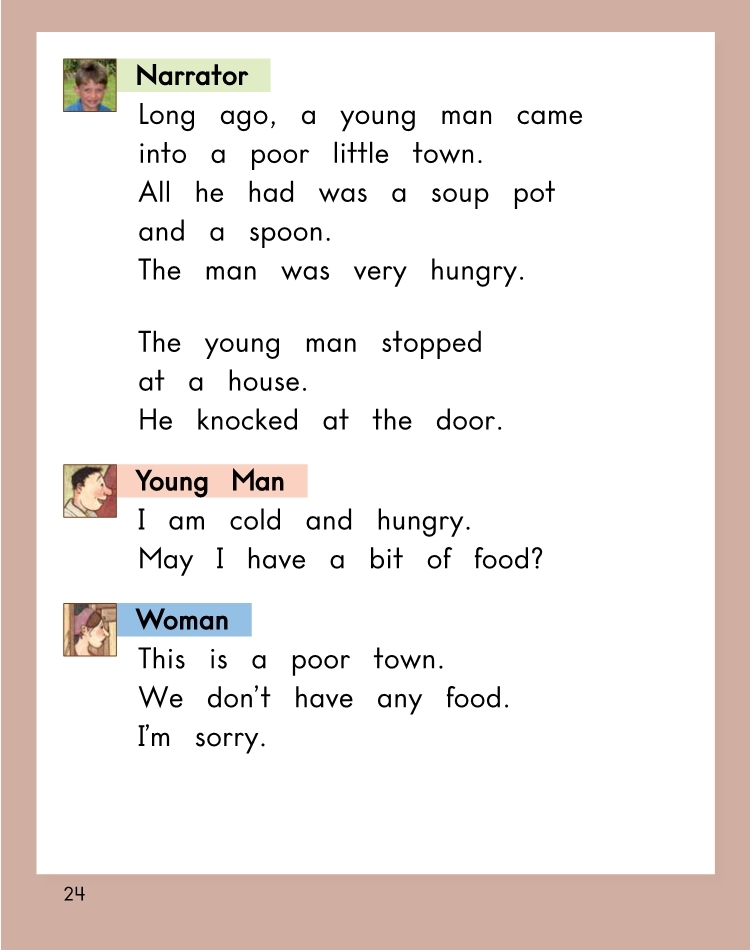 Narrator
Long ago, a young man came
into a poor little town.
All he had was a soup pot
and a spoon.
The man was very hungry.
The young man stopped
at a house.
He knocked at the door.
Young Man
I am cold and hungry.
May I have a bit of food?
Woman
This is a poor town.
We don’t have any food.
I’m sorry.
24